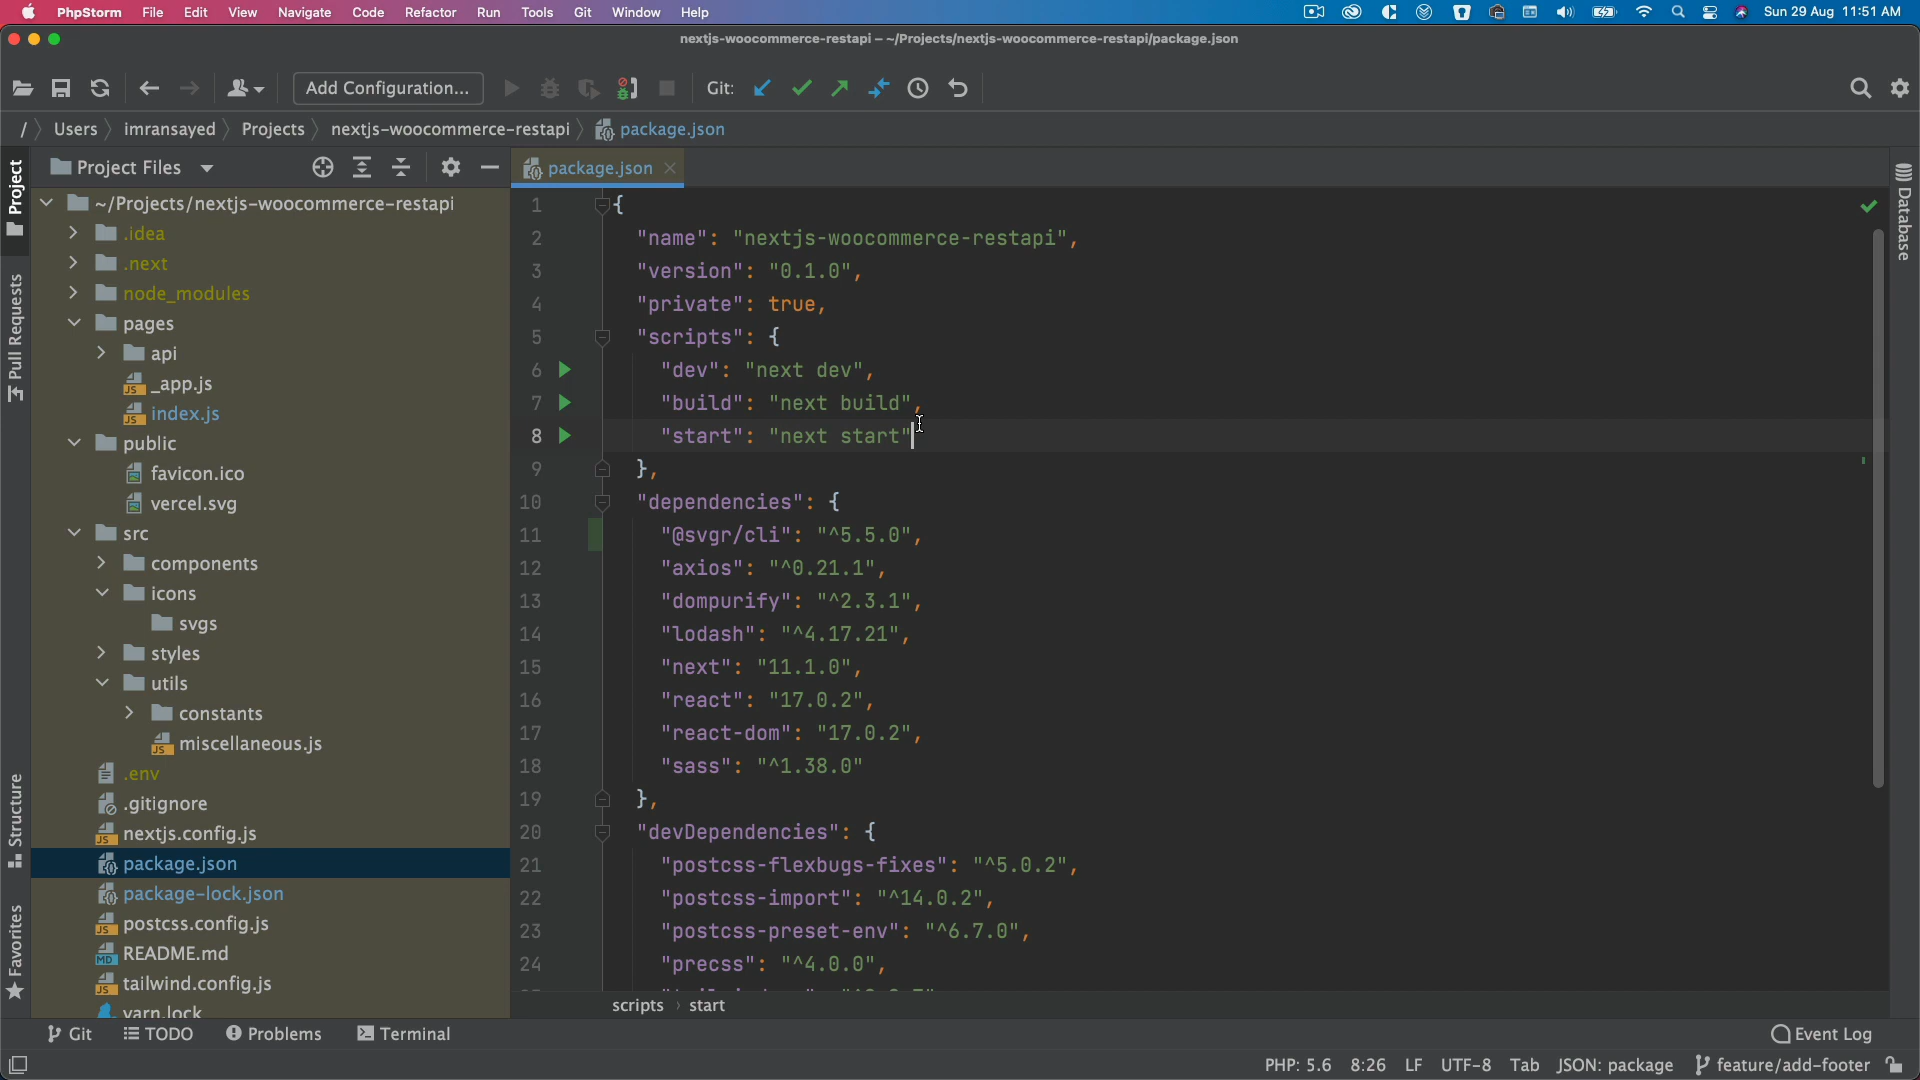 PhpStorm File Edit View Navigate Code Refactor Run Tools Git Window Help Sun 29 Aug 11:51 AM
nextjs-woocommerce-restapi – ~/Projects/nextjs-woocommerce-restapi/package.json
Add Configuration... Git:
/ Users imransayed Projects nextjs-woocommerce-restapi package.json
Project
Pull Requests
Structure
Favorites
Project Files
~/Projects/nextjs-woocommerce-restapi
.idea
.next
node_modules
pages
api
_app.js
index.js
public
favicon.ico
vercel.svg
src
components
icons
svgs
styles
utils
constants
miscellaneous.js
.env
.gitignore
nextjs.config.js
package.json
package-lock.json
postcss.config.js
README.md
tailwind.config.js
yarn.lock
package.json
1 {
2 "name": "nextjs-woocommerce-restapi",
3 "version": "0.1.0",
4 "private": true,
5 "scripts": {
6 "dev": "next dev",
7 "build": "next build",
8 "start": "next start"
9 },
10 "dependencies": {
11 "@svgr/cli": "^5.5.0",
12 "axios": "^0.21.1",
13 "dompurify": "^2.3.1",
14 "lodash": "^4.17.21",
15 "next": "11.1.0",
16 "react": "17.0.2",
17 "react-dom": "17.0.2",
18 "sass": "^1.38.0"
19 },
20 "devDependencies": {
21 "postcss-flexbugs-fixes": "^5.0.2",
22 "postcss-import": "^14.0.2",
23 "postcss-preset-env": "^6.7.0",
24 "precss": "^4.0.0",
scripts › start
Database
Git TODO Problems Terminal Event Log
PHP: 5.6 8:26 LF UTF-8 Tab JSON: package feature/add-footer